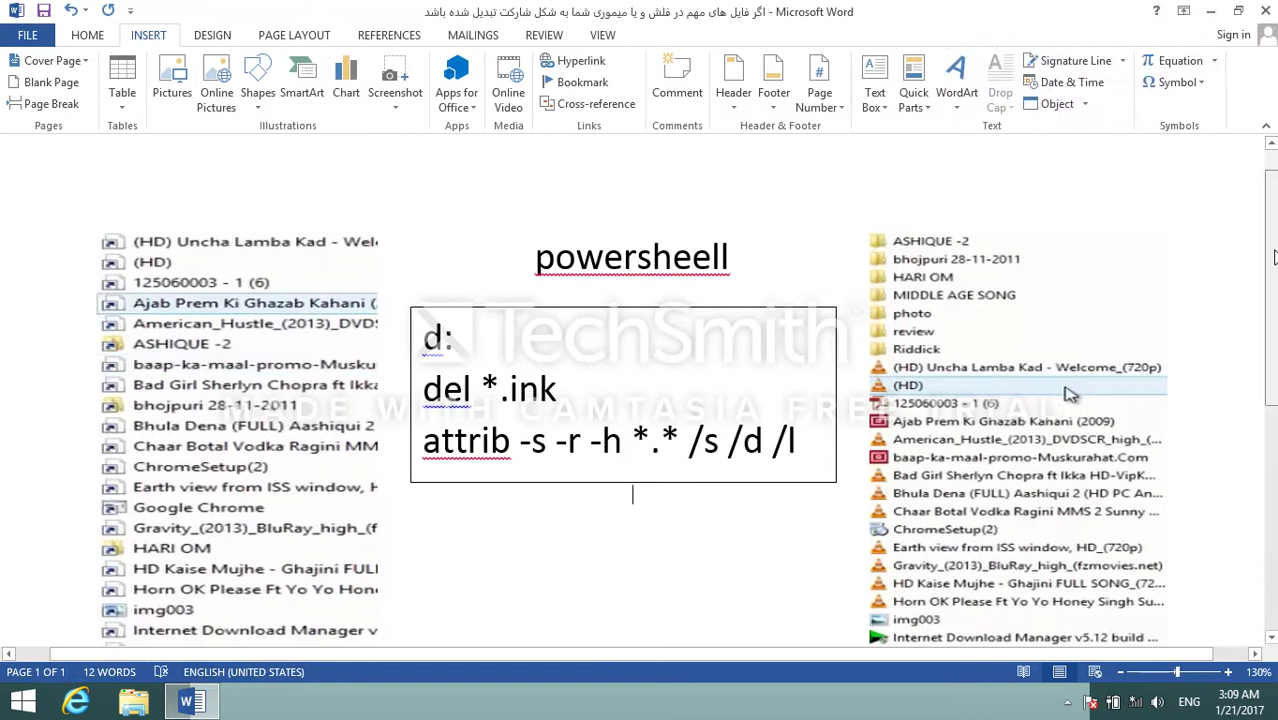 اگر فایل های مهم در فلش و یا میموری شما به شکل شارکت تبدیل شده باشد - Microsoft Word
FILE HOME INSERT DESIGN PAGE LAYOUT REFERENCES MAILINGS REVIEW VIEW Sign in
Cover Page
Blank Page
Page Break
Table
Pictures
Online Pictures
Shapes
SmartArt
Chart
Screenshot
Apps for Office
Online Video
Hyperlink
Bookmark
Cross-reference
Comment
Header
Footer
Page Number
Text Box
Quick Parts
WordArt
Drop Cap
Signature Line
Date & Time
Object
Equation
Symbol
Pages Tables Illustrations Apps Media Links Comments Header & Footer Text Symbols
(HD) Uncha Lamba Kad - Wel
(HD)
125060003 - 1 (6)
Ajab Prem Ki Ghazab Kahani (
American_Hustle_(2013)_DVDS
ASHIQUE -2
baap-ka-maal-promo-Musku
Bad Girl Sherlyn Chopra ft Ikk
bhojpuri 28-11-2011
Bhula Dena (FULL) Aashiqui 2
Chaar Botal Vodka Ragini MM
ChromeSetup(2)
Earth view from ISS window, H
Google Chrome
Gravity_(2013)_BluRay_high_(f
HARI OM
HD Kaise Mujhe - Ghajini FUL
Horn OK Please Ft Yo Yo Hone
img003
Internet Download Manager v
powersheell
d:
del *.ink
attrib -s -r -h *.* /s /d /l
TechSmith®
MADE WITH CAMTASIA FREE TRIAL
ASHIQUE -2
bhojpuri 28-11-2011
HARI OM
MIDDLE AGE SONG
photo
review
Riddick
(HD) Uncha Lamba Kad - Welcome_(720p)
(HD)
125060003 - 1 (6)
Ajab Prem Ki Ghazab Kahani (2009)
American_Hustle_(2013)_DVDSCR_high_(...
baap-ka-maal-promo-Muskurahat.Com
Bad Girl Sherlyn Chopra ft Ikka HD-VipK...
Bhula Dena (FULL) Aashiqui 2 (HD PC An...
Chaar Botal Vodka Ragini MMS 2 Sunny ...
ChromeSetup(2)
Earth view from ISS window, HD_(720p)
Gravity_(2013)_BluRay_high_(fzmovies.net)
HD Kaise Mujhe - Ghajini FULL SONG_(72...
Horn OK Please Ft Yo Yo Honey Singh Su...
img003
Internet Download Manager v5.12 build ...
PAGE 1 OF 1 12 WORDS ENGLISH (UNITED STATES) 130%
ENG 3:09 AM
1/21/2017